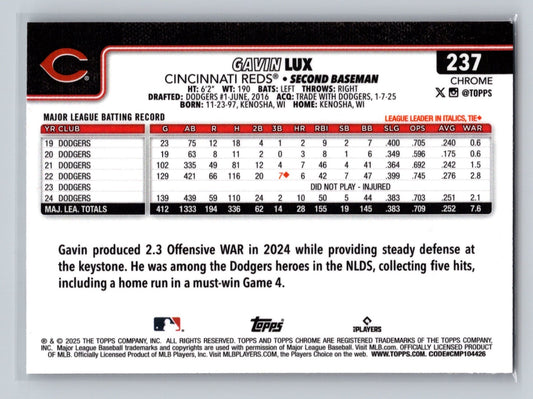 GAVIN LUX
237
CINCINNATI REDS® • SECOND BASEMAN
CHROME
HT: 6'2" WT: 190 BATS: LEFT THROWS: RIGHT
DRAFTED: DODGERS #1-JUNE, 2016 ACQ: TRADE WITH DODGERS, 1-7-25
X @TOPPS
BORN: 11-23-97, KENOSHA, WI HOME: KENOSHA, WI
MAJOR LEAGUE BATTING RECORD LEAGUE LEADER IN ITALICS, TIE♦
YR CLUB G AB R H 2B 3B HR RBI SB BB SLG OPS AVG WAR
19 DODGERS 23 75 12 18 4 1 2 9 2 7 .400 .705 .240 0.6
20 DODGERS 19 63 8 11 2 0 3 8 1 6 .349 .596 .175 0.6
21 DODGERS 102 335 49 81 12 4 7 46 4 41 .364 .692 .242 1.5
22 DODGERS 129 421 66 116 20 7♦ 6 42 7 47 .399 .745 .276 2.8
23 DODGERS DID NOT PLAY - INJURED
24 DODGERS 139 439 59 110 24 2 10 50 5 44 .383 .703 .251 2.1
MAJ. LEA. TOTALS 412 1333 194 336 62 14 28 155 19 145 .383 .709 .252 7.6
Gavin produced 2.3 Offensive WAR in 2024 while providing steady defense at
the keystone. He was among the Dodgers heroes in the NLDS, collecting five hits,
including a home run in a must-win Game 4.
Topps
PLAYERS
® & © 2025 THE TOPPS COMPANY, INC. ALL RIGHTS RESERVED. TOPPS AND TOPPS CHROME ARE REGISTERED TRADEMARKS OF THE TOPPS COMPANY,
INC. Major League Baseball trademarks and copyrights are used with permission of Major League Baseball. Visit MLB.com. OFFICIALLY LICENSED PRODUCT
OF MLB. Officially Licensed Product of MLB Players, Inc. Visit MLBPLAYERS.com, the Players Choice on the web. WWW.TOPPS.COM. CODE#CMP104426